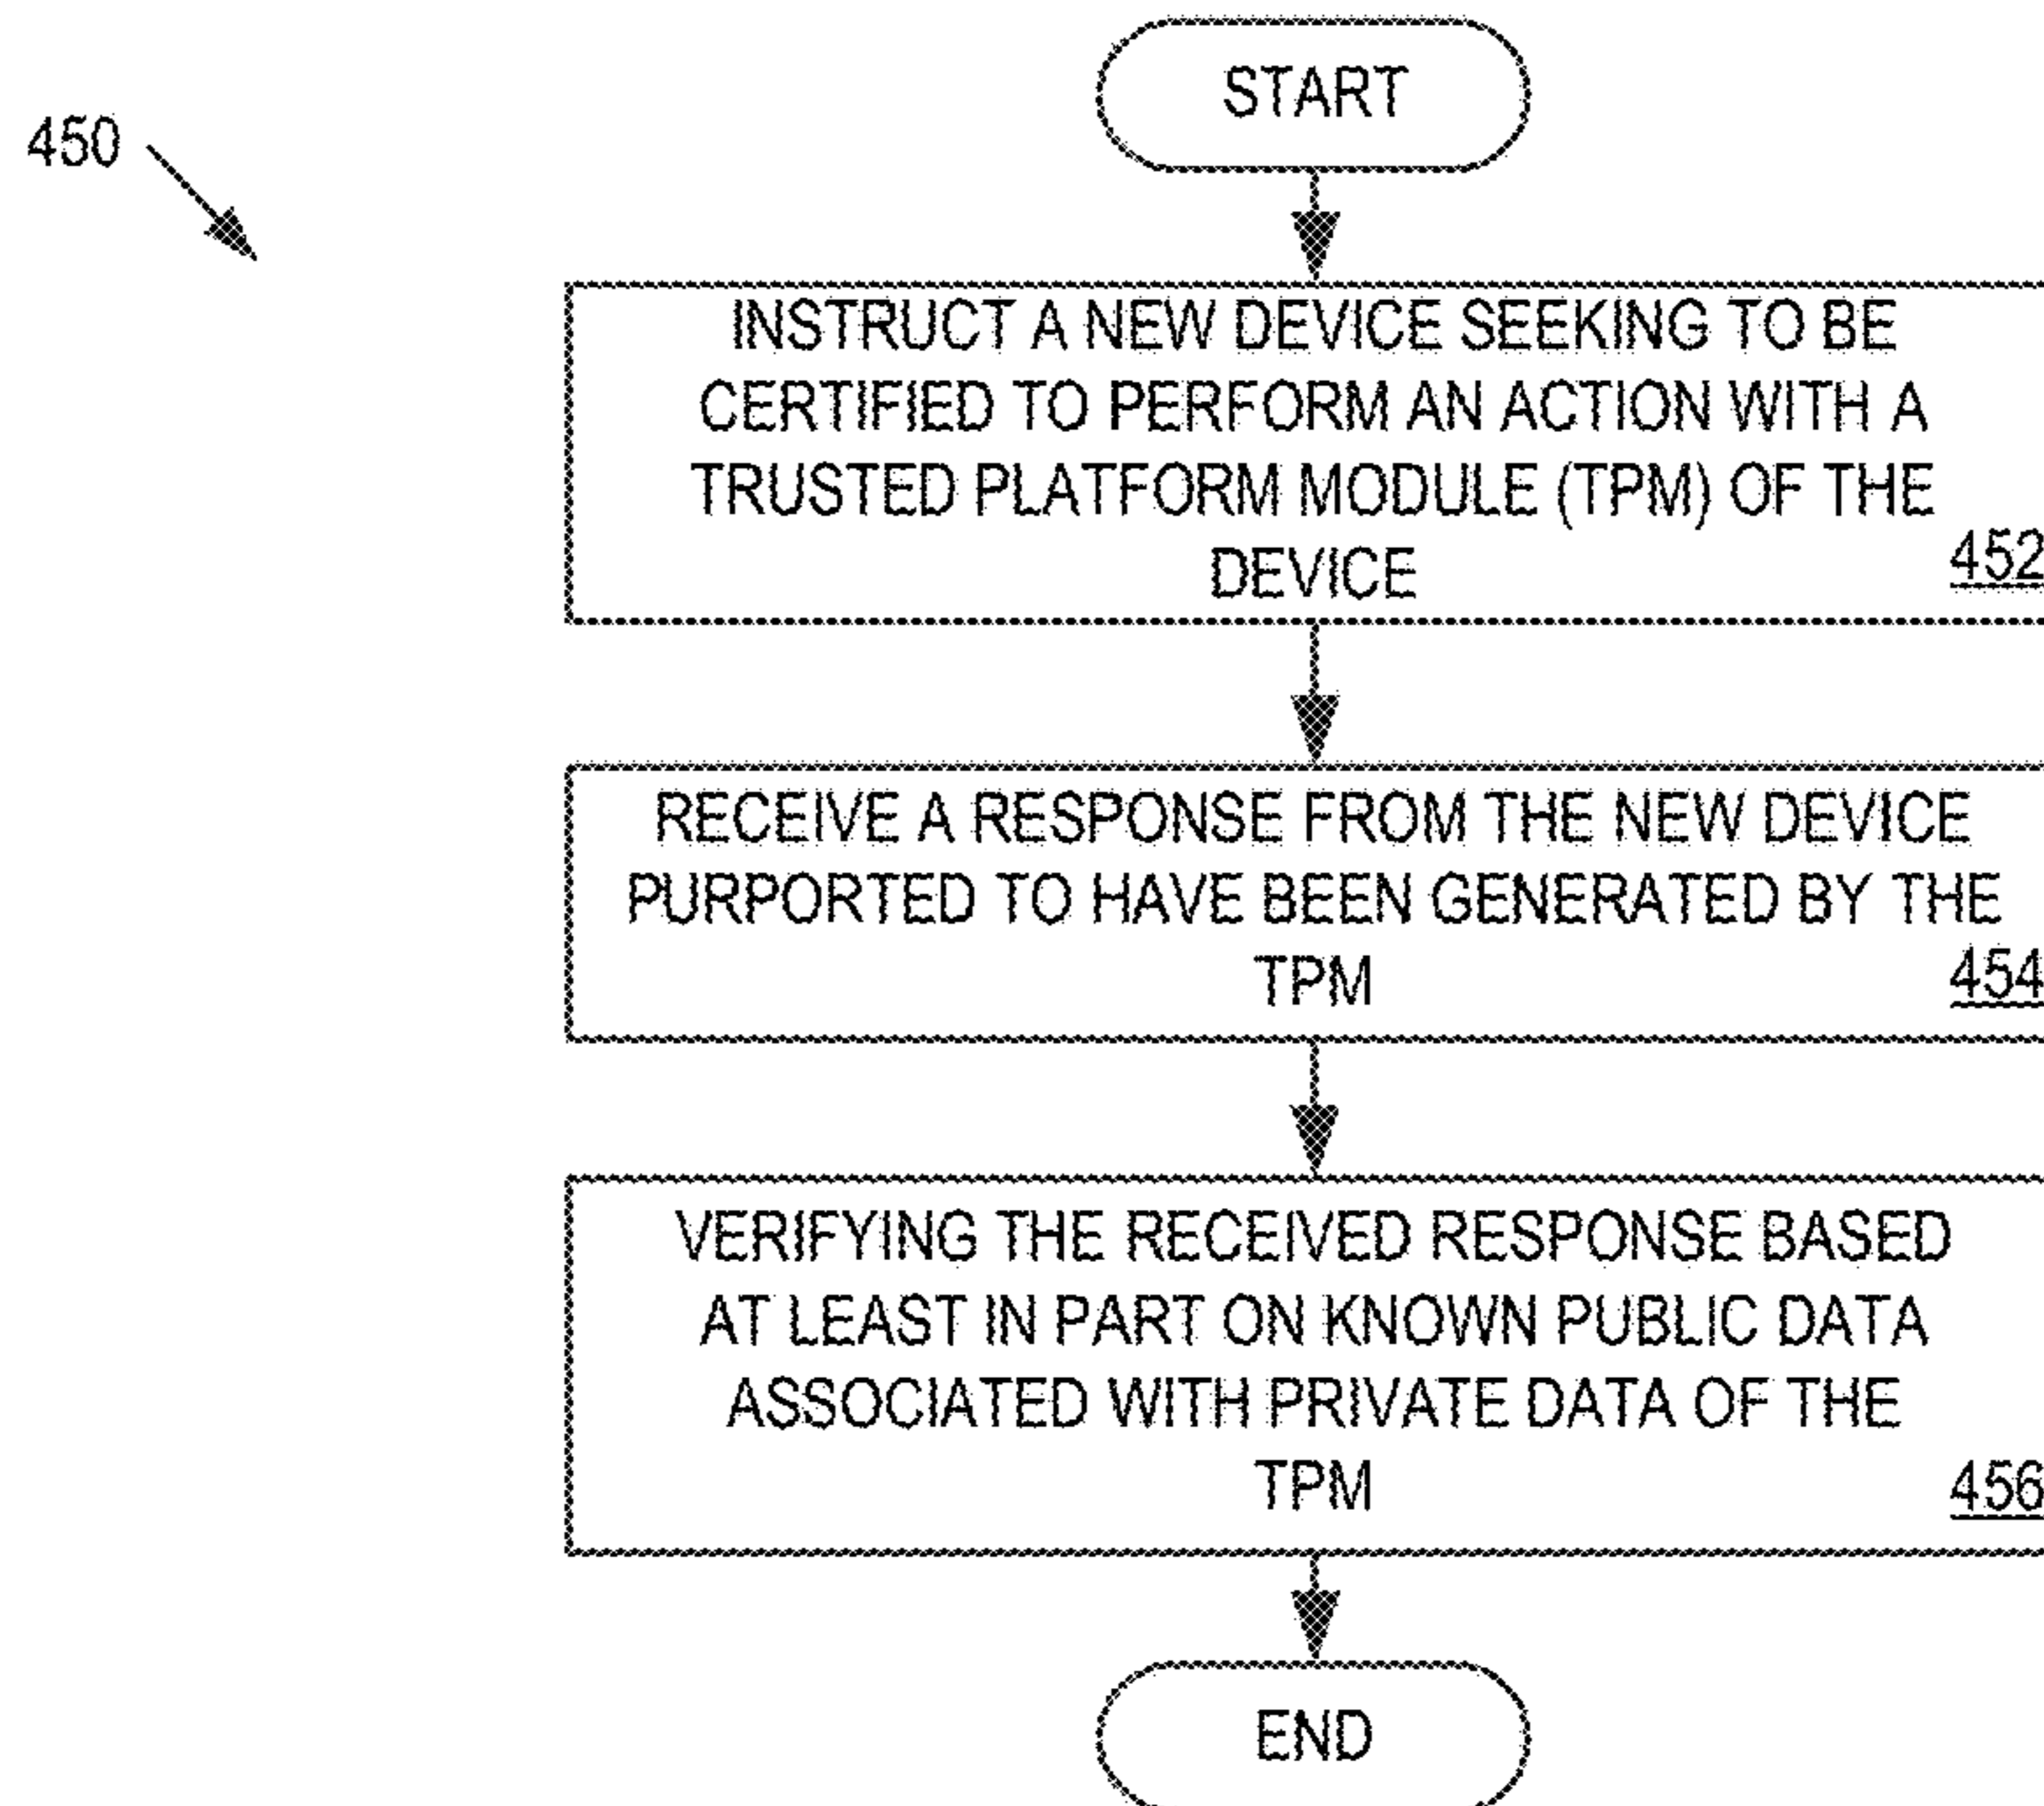 START
450
INSTRUCT A NEW DEVICE SEEKING TO BE
CERTIFIED TO PERFORM AN ACTION WITH A
TRUSTED PLATFORM MODULE (TPM) OF THE
DEVICE
452
RECEIVE A RESPONSE FROM THE NEW DEVICE
PURPORTED TO HAVE BEEN GENERATED BY THE
TPM
454
VERIFYING THE RECEIVED RESPONSE BASED
AT LEAST IN PART ON KNOWN PUBLIC DATA
ASSOCIATED WITH PRIVATE DATA OF THE
TPM
456
END